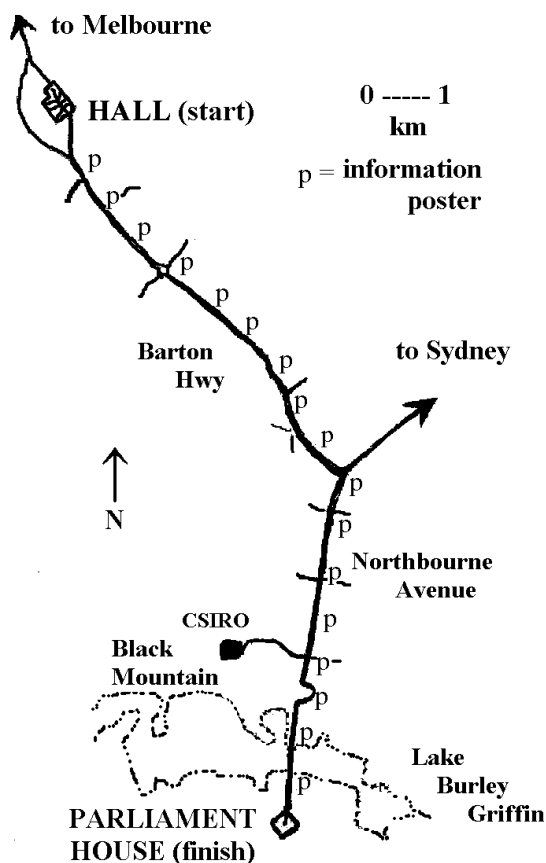 to Melbourne
HALL (start)
0 ----- 1
km
p = information
poster
p
p
p
p
p
p
Barton
Hwy
to Sydney
p
p
p
p
N
p
Northbourne
Avenue
p
p
CSIRO
Black
Mountain
p
p
p
Lake
Burley
Griffin
p
PARLIAMENT
HOUSE (finish)